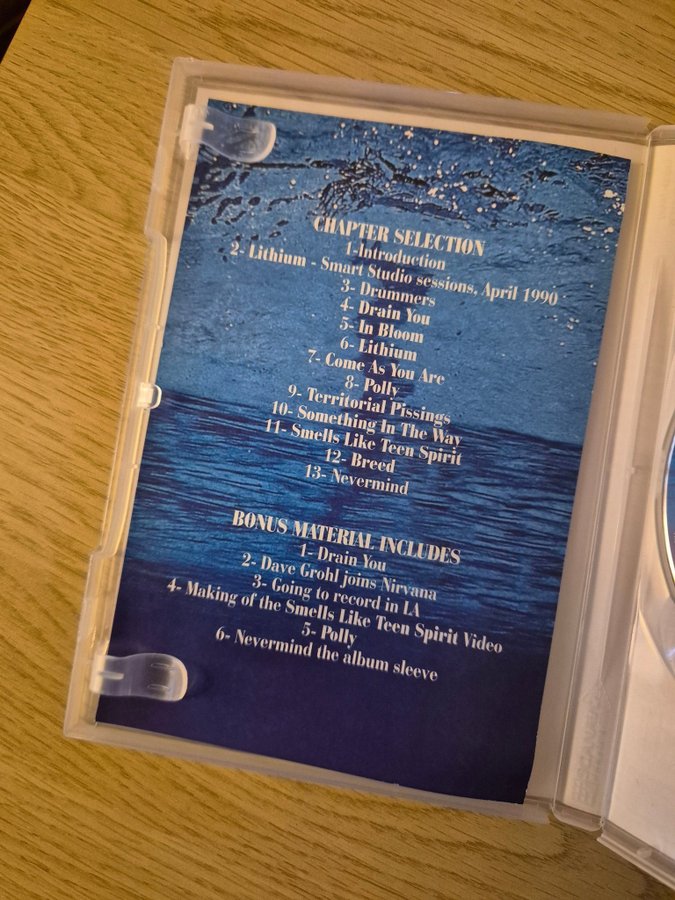 CHAPTER SELECTION
1-Introduction
2- Lithium - Smart Studio sessions, April 1990
3- Drummers
4- Drain You
5- In Bloom
6- Lithium
7- Come As You Are
8- Polly
9- Territorial Pissings
10- Something In The Way
11- Smells Like Teen Spirit
12- Breed
13- Nevermind
BONUS MATERIAL INCLUDES
1- Drain You
2- Dave Grohl joins Nirvana
3- Going to record in LA
4- Making of the Smells Like Teen Spirit Video
5- Polly
6- Nevermind the album sleeve